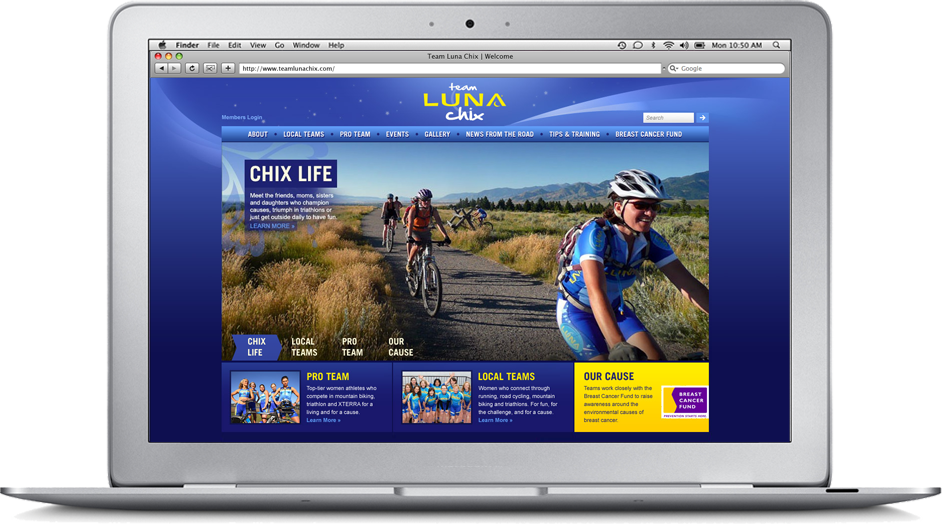 Finder File Edit View Go Window Help
Mon 10:50 AM
Team Luna Chix | Welcome
http://www.teamlunachix.com/
Google
team
LUNA
chix
Members Login
Search
ABOUT • LOCAL TEAMS • PRO TEAM • EVENTS • GALLERY • NEWS FROM THE ROAD • TIPS & TRAINING • BREAST CANCER FUND
CHIX LIFE
Meet the friends, moms, sisters
and daughters who champion
causes, triumph in triathlons or
just get outside daily to have fun.
LEARN MORE »
LUNA
CHIX
LIFE
LOCAL
TEAMS
PRO
TEAM
OUR
CAUSE
PRO TEAM
Top-tier women athletes who
compete in mountain biking,
triathlon and XTERRA for a
living and for a cause.
Learn More »
LOCAL TEAMS
Women who connect through
running, road cycling, mountain
biking and triathlons. For fun, for
the challenge, and for a cause.
Learn More »
OUR CAUSE
Teams work closely with the
Breast Cancer Fund to raise
awareness around the
environmental causes of
breast cancer.
BREAST
CANCER
FUND
PREVENTION STARTS HERE